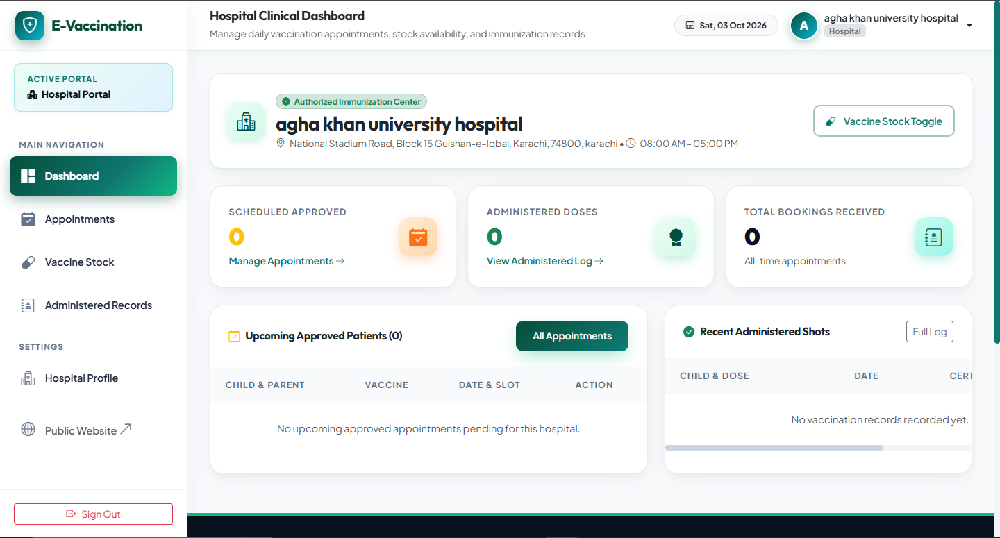 E-Vaccination
ACTIVE PORTAL
Hospital Portal
MAIN NAVIGATION
Dashboard
Appointments
Vaccine Stock
Administered Records
SETTINGS
Hospital Profile
Public Website
Sign Out
Hospital Clinical Dashboard
Manage daily vaccination appointments, stock availability, and immunization records
Sat, 03 Oct 2026
A
agha khan university hospital
Hospital
Authorized Immunization Center
agha khan university hospital
National Stadium Road, Block 15 Gulshan-e-Iqbal, Karachi, 74800, karachi • 08:00 AM - 05:00 PM
Vaccine Stock Toggle
SCHEDULED APPROVED
0
Manage Appointments →
ADMINISTERED DOSES
0
View Administered Log →
TOTAL BOOKINGS RECEIVED
0
All-time appointments
Upcoming Approved Patients (0)
All Appointments
CHILD & PARENT VACCINE DATE & SLOT ACTION
No upcoming approved appointments pending for this hospital.
Recent Administered Shots
Full Log
CHILD & DOSE DATE CERT
No vaccination records recorded yet.